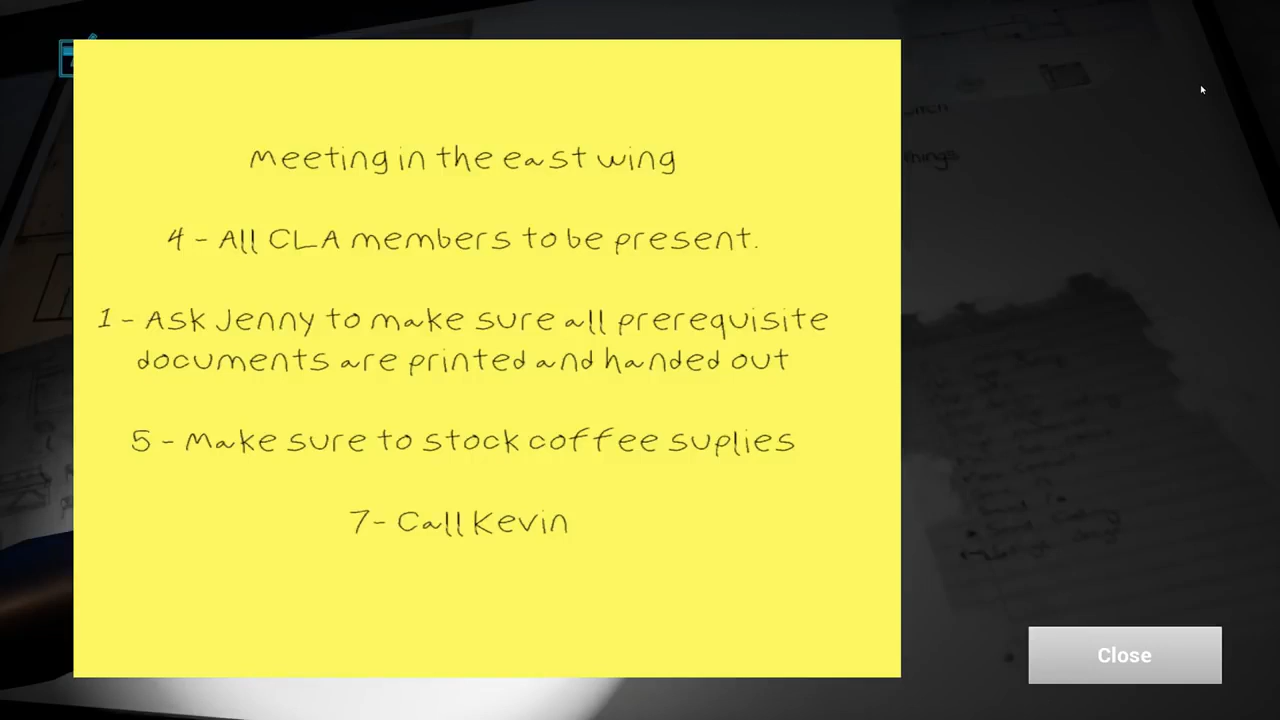 Meeting in the east wing
4 - All CLA members to be present.
1 - Ask Jenny to make sure all prerequisite
documents are printed and handed out
5 - Make sure to stock coffee suplies
7 - Call Kevin
Close